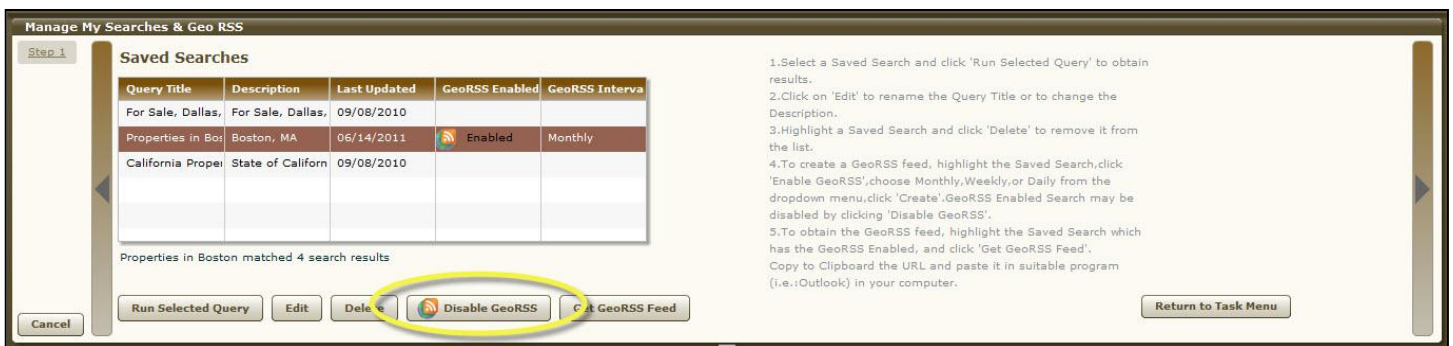 Manage My Searches & Geo RSS
Step 1
Saved Searches
Query Title Description Last Updated GeoRSS Enabled GeoRSS Interva
For Sale, Dallas, For Sale, Dallas, 09/08/2010
Properties in Bos Boston, MA 06/14/2011 Enabled Monthly
California Proper State of Californ 09/08/2010
Properties in Boston matched 4 search results
Run Selected Query Edit Delete Disable GeoRSS Get GeoRSS Feed
Cancel
1.Select a Saved Search and click 'Run Selected Query' to obtain
results.
2.Click on 'Edit' to rename the Query Title or to change the
Description.
3.Highlight a Saved Search and click 'Delete' to remove it from
the list.
4.To create a GeoRSS feed, highlight the Saved Search,click
'Enable GeoRSS',choose Monthly,Weekly,or Daily from the
dropdown menu,click 'Create'.GeoRSS Enabled Search may be
disabled by clicking 'Disable GeoRSS'.
5.To obtain the GeoRSS feed, highlight the Saved Search which
has the GeoRSS Enabled, and click 'Get GeoRSS Feed'.
Copy to Clipboard the URL and paste it in suitable program
(i.e.:Outlook) in your computer.
Return to Task Menu